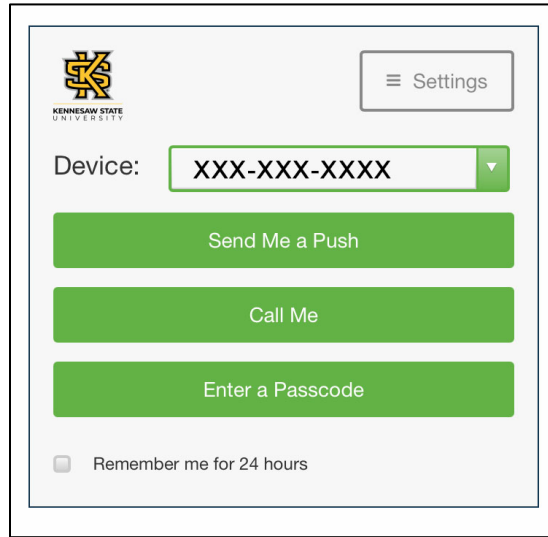 KS
KENNESAW STATE
UNIVERSITY
≡ Settings
Device:
XXX-XXX-XXXX
Send Me a Push
Call Me
Enter a Passcode
Remember me for 24 hours